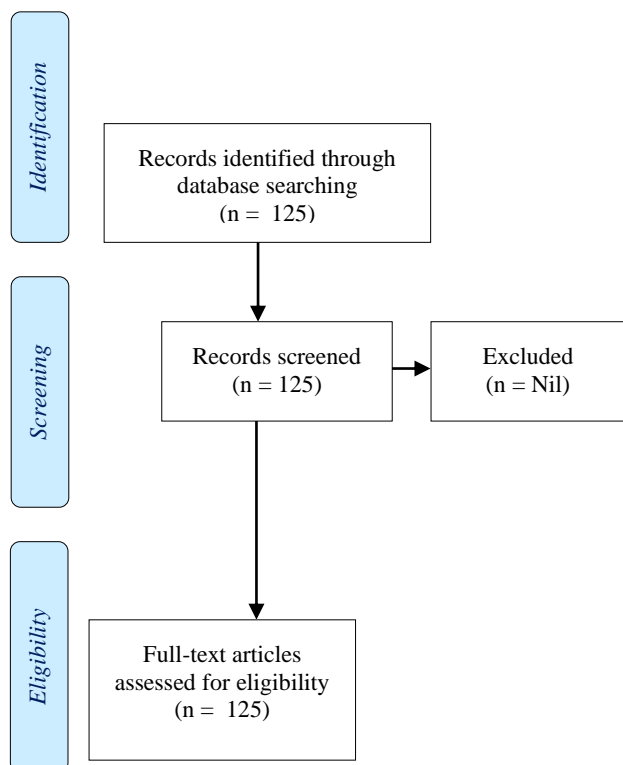 Identification
Records identified through
database searching
(n = 125)
Screening
Records screened
(n = 125)
Excluded
(n = Nil)
Eligibility
Full-text articles
assessed for eligibility
(n = 125)